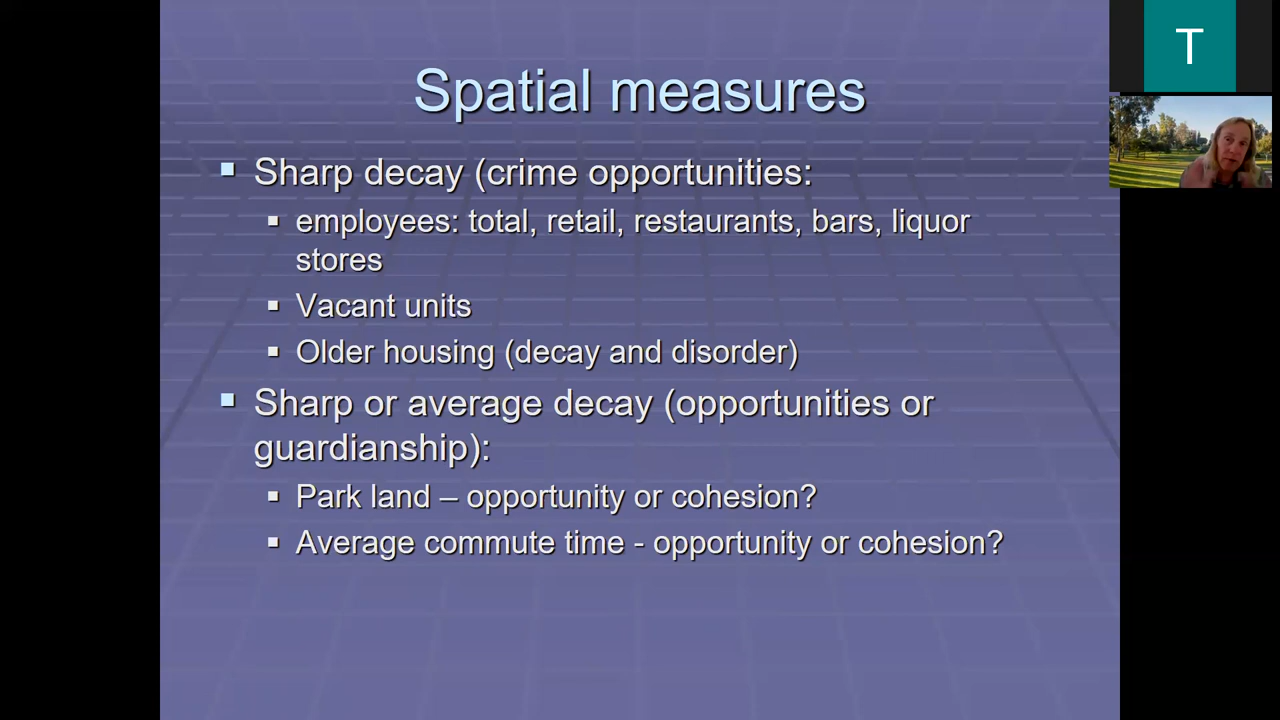 Spatial measures
Sharp decay (crime opportunities:
employees: total, retail, restaurants, bars, liquor
stores
Vacant units
Older housing (decay and disorder)
Sharp or average decay (opportunities or
guardianship):
Park land – opportunity or cohesion?
Average commute time - opportunity or cohesion?
T